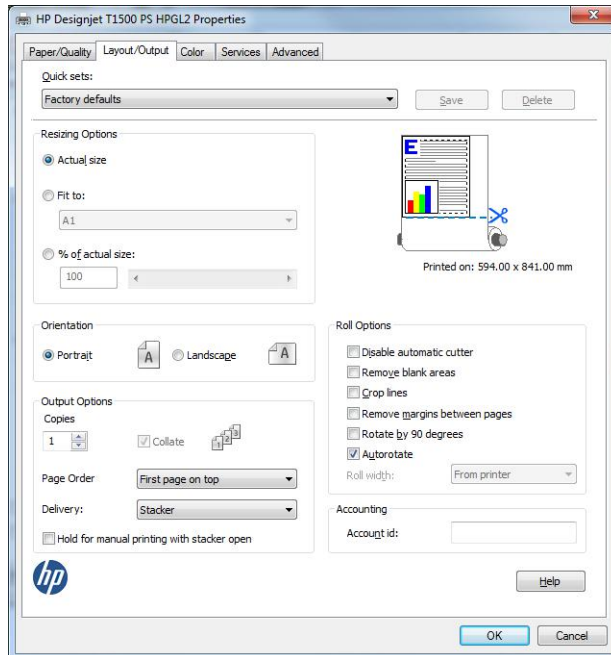 HP Designjet T1500 PS HPGL2 Properties
Paper/Quality Layout/Output Color Services Advanced
Quick sets:
Factory defaults
Save
Delete
Resizing Options
Actual size
Fit to:
A1
% of actual size:
100
E
Printed on: 594.00 x 841.00 mm
Orientation
Portrait
A
Landscape
A
Output Options
Copies
1
Collate
1 2 3
Page Order
First page on top
Delivery:
Stacker
Hold for manual printing with stacker open
Roll Options
Disable automatic cutter
Remove blank areas
Crop lines
Remove margins between pages
Rotate by 90 degrees
Autorotate
Roll width:
From printer
Accounting
Account id:
hp
Help
OK
Cancel